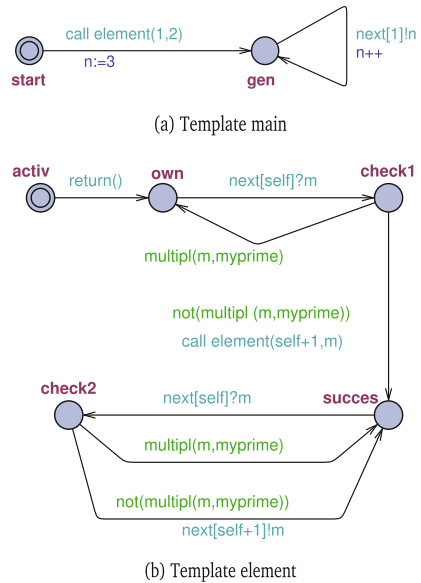 call element(1,2)
n:=3
start
gen
next[1]!n
n++
(a) Template main
activ
own
check1
return()
next[self]?m
multipl(m,myprime)
not(multipl (m,myprime))
call element(self+1,m)
check2
succes
next[self]?m
multipl(m,myprime)
not(multipl(m,myprime))
next[self+1]!m
(b) Template element